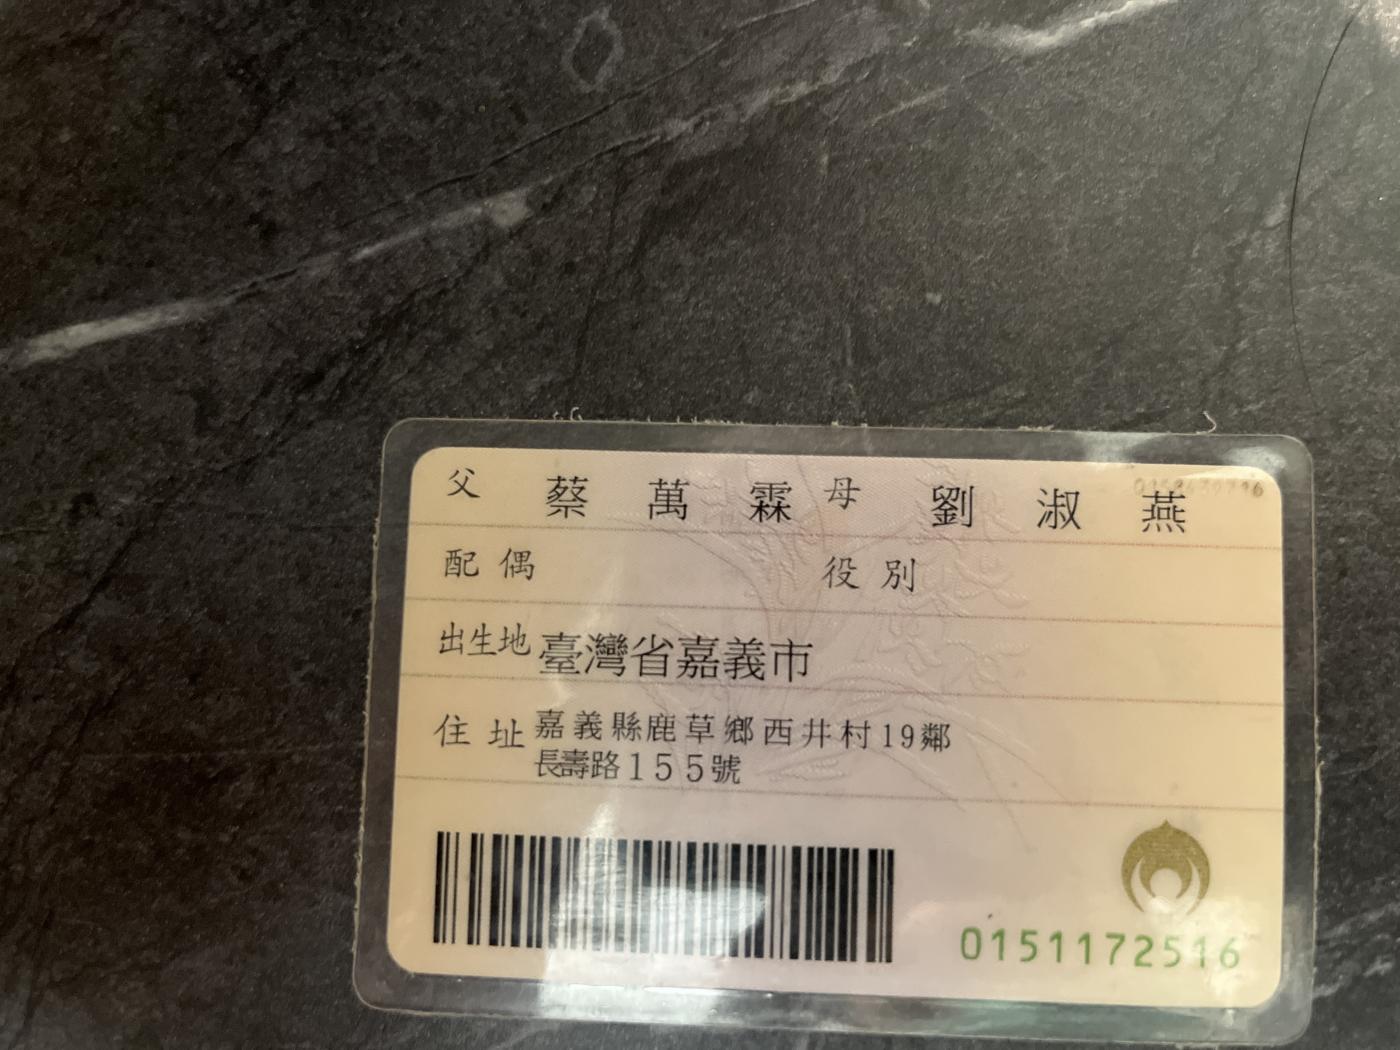 父 蔡 萬 霖 母 劉 淑 燕
配偶 役別
出生地 臺灣省嘉義市
住址 嘉義縣鹿草鄉西井村19鄰
長壽路155號
0151172516